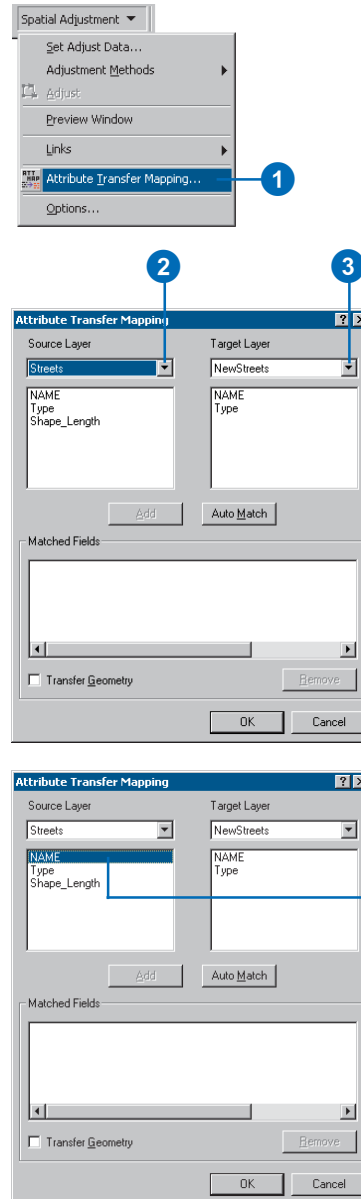 Spatial Adjustment
Set Adjust Data...
Adjustment Methods
Adjust
Preview Window
Links
ATT MAP
Attribute Transfer Mapping...
1
Options...
2
3
Attribute Transfer Mapping
Source Layer
Target Layer
Streets
NewStreets
NAME
NAME
Type
Type
Shape_Length
Add
Auto Match
Matched Fields
Transfer Geometry
Remove
OK
Cancel
Attribute Transfer Mapping
Source Layer
Target Layer
Streets
NewStreets
NAME
NAME
Type
Type
Shape_Length
Add
Auto Match
Matched Fields
Transfer Geometry
Remove
OK
Cancel